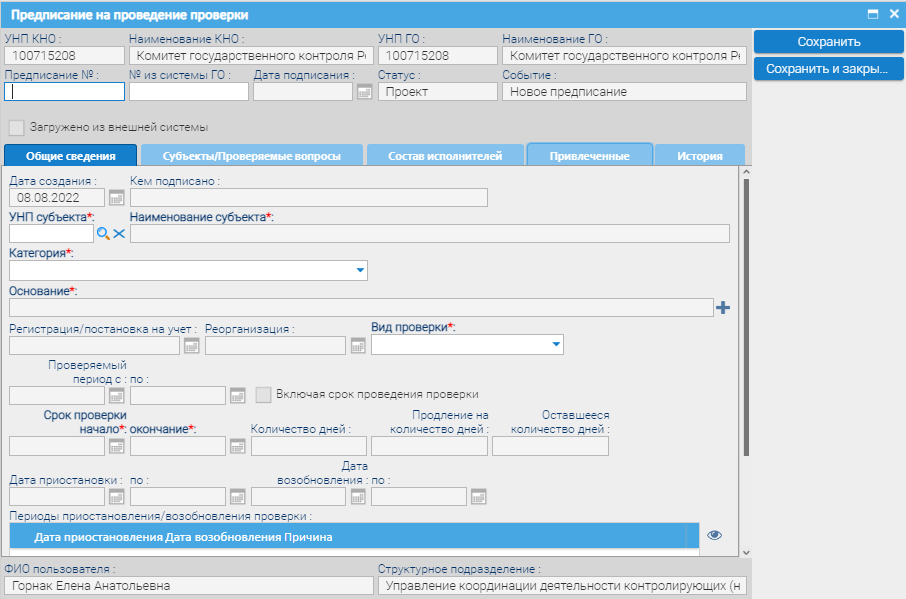 Предписание на проведение проверки
УНП КНО : Наименование КНО : УНП ГО : Наименование ГО :
100715208 Комитет государственного контроля Р 100715208 Комитет государственного контроля Р
Сохранить
Сохранить и закры...
Предписание № : № из системы ГО : Дата подписания : Статус : Событие :
Проект Новое предписание
Загружено из внешней системы
Общие сведения Субъекты/Проверяемые вопросы Состав исполнителей Привлеченные История
Дата создания : Кем подписано :
08.08.2022
УНП субъекта*: Наименование субъекта*:
Категория*:
Основание*:
Регистрация/постановка на учет : Реорганизация : Вид проверки*:
Проверяемый
период с : по :
Включая срок проведения проверки
Срок проверки Продление на Оставшееся
начало*: окончание*: Количество дней : количество дней : количество дней :
Дата
Дата приостановки : по : возобновления : по :
Периоды приостановления/возобновления проверки :
Дата приостановления Дата возобновления Причина
ФИО пользователя : Структурное подразделение :
Горнак Елена Анатольевна Управление координации деятельности контролирующих (н